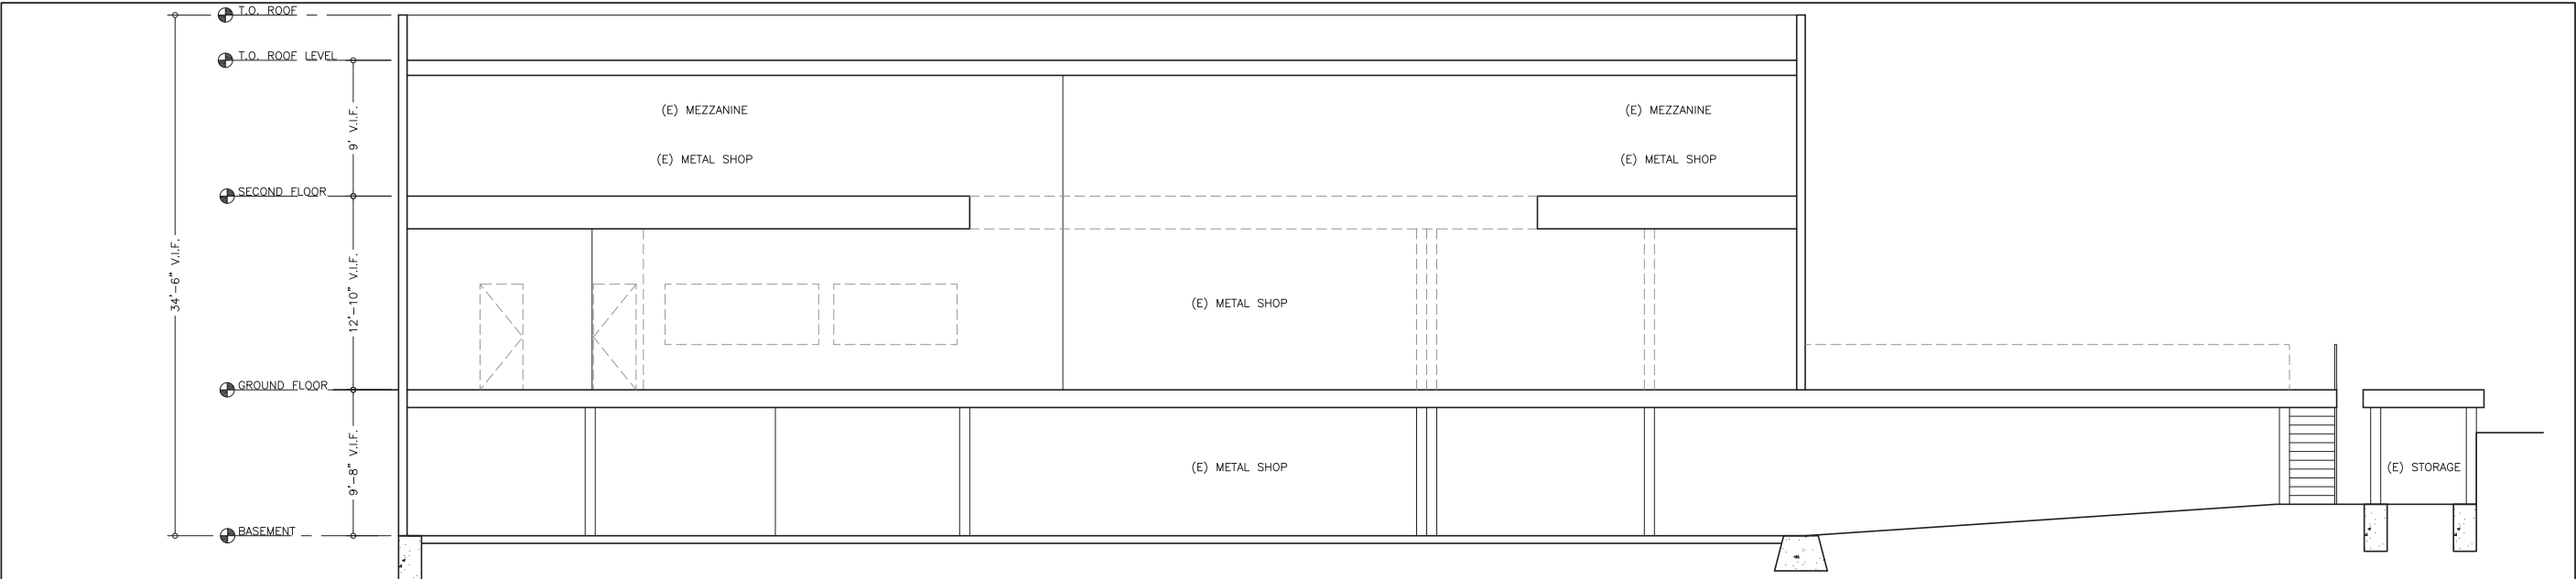 T.O. ROOF
T.O. ROOF LEVEL
(E) MEZZANINE
(E) MEZZANINE
9' V.I.F.
(E) METAL SHOP
(E) METAL SHOP
SECOND FLOOR
34'-6" V.I.F.
12'-10" V.I.F.
(E) METAL SHOP
GROUND FLOOR
9'-8" V.I.F.
(E) METAL SHOP
(E) STORAGE
BASEMENT